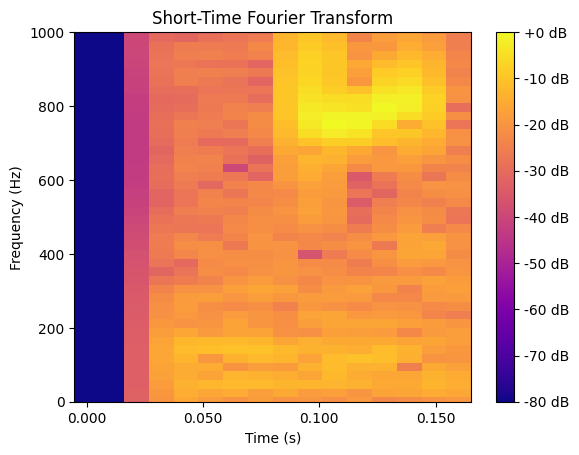 Short-Time Fourier Transform
Frequency (Hz)
1000
800
600
400
200
0
0.000
0.050
0.100
0.150
Time (s)
+0 dB
-10 dB
-20 dB
-30 dB
-40 dB
-50 dB
-60 dB
-70 dB
-80 dB